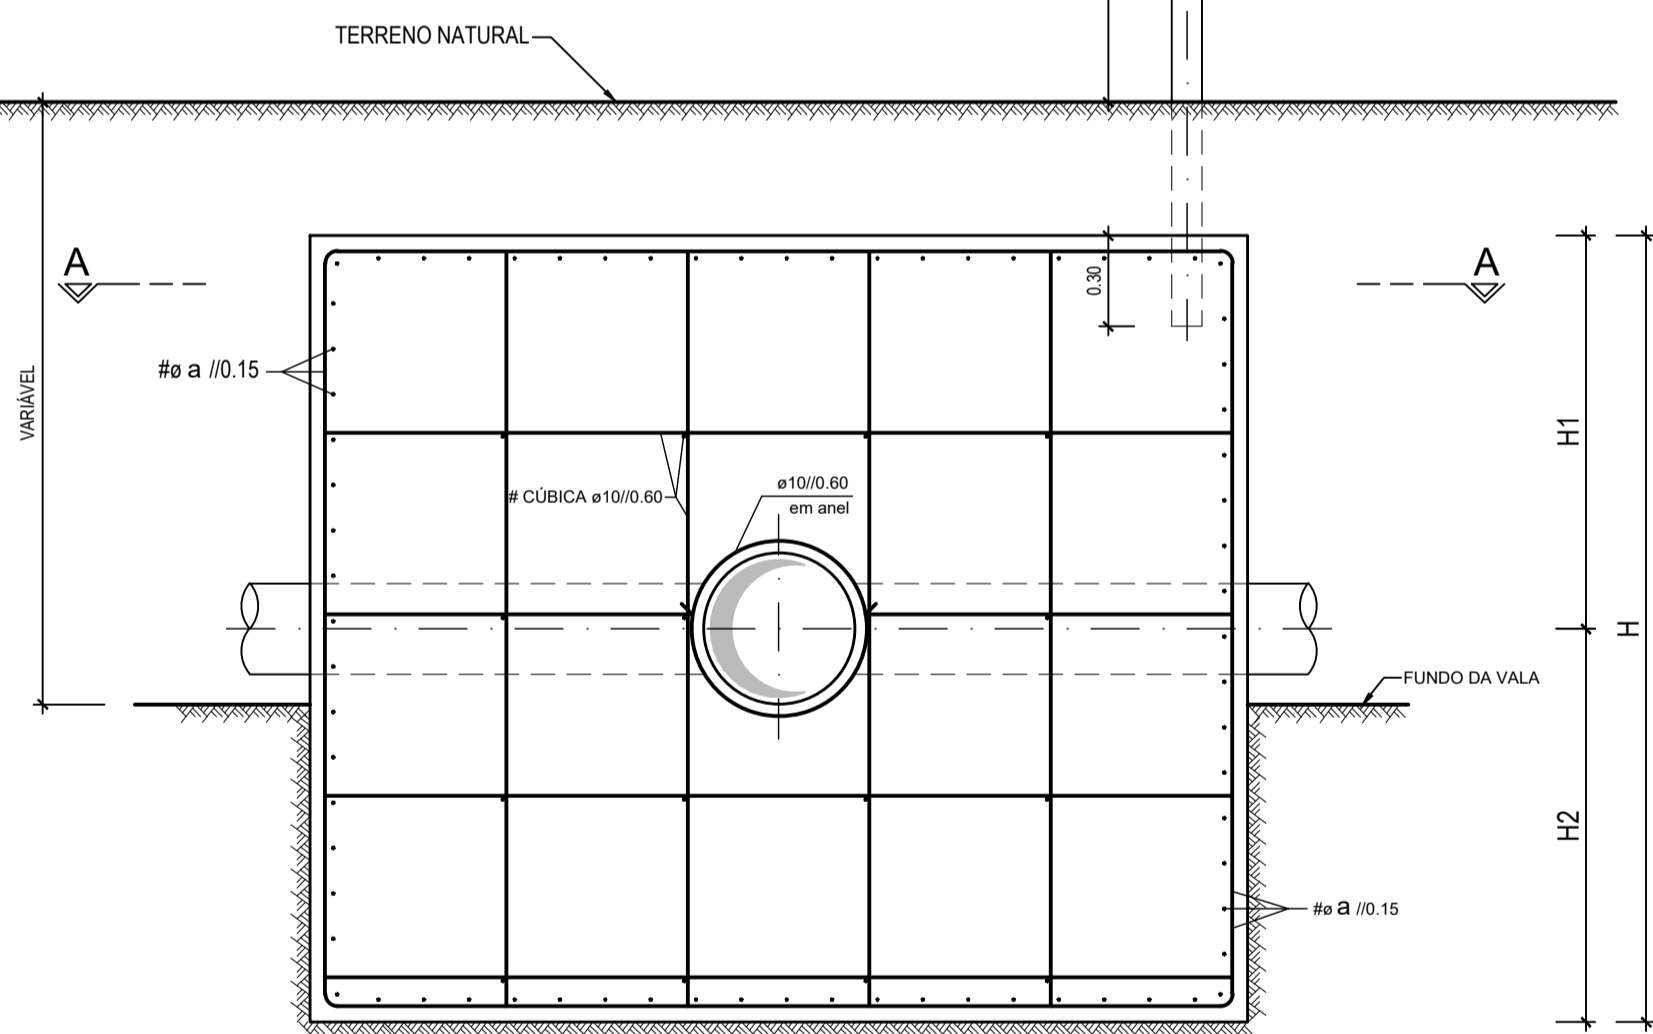 TERRENO NATURAL
A
A
0.30
#ø a //0.15
VARIÁVEL
H1
# CÚBICA ø10//0.60
ø10//0.60
em anel
H
FUNDO DA VALA
H2
#ø a //0.15